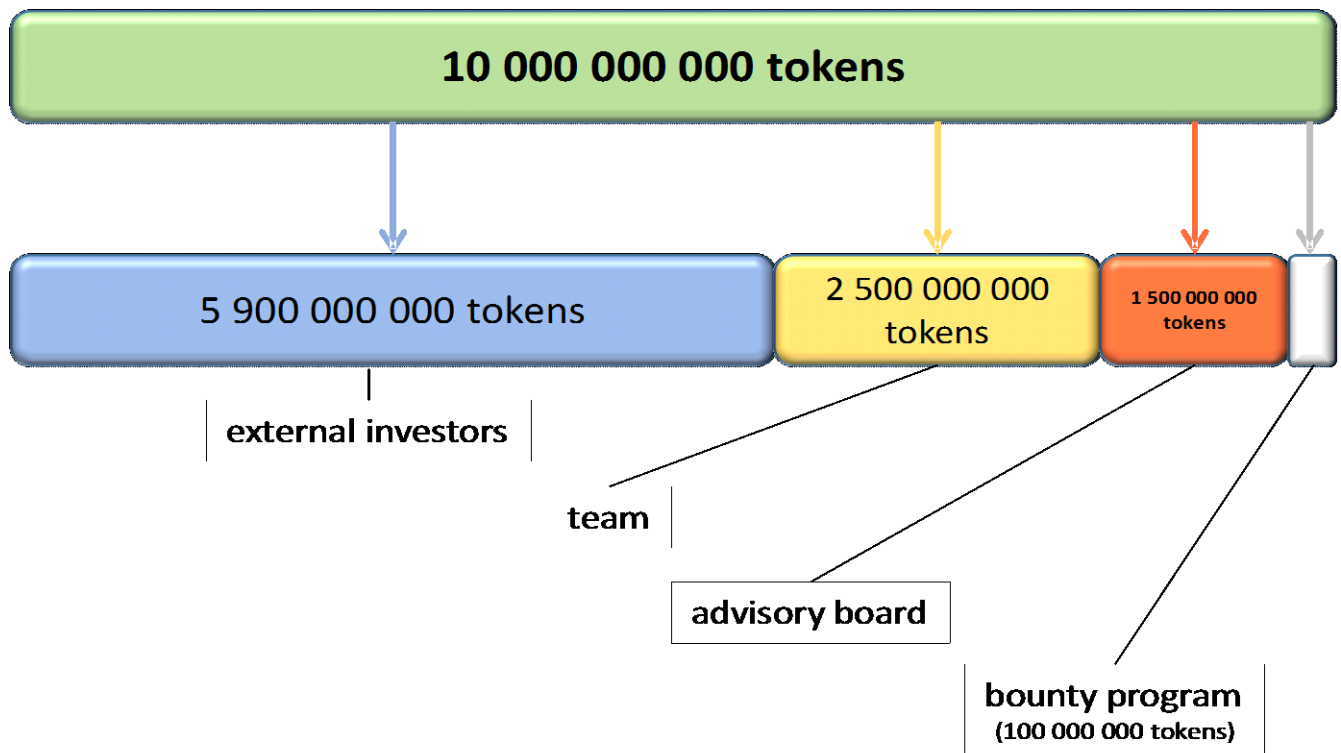 10 000 000 000 tokens
5 900 000 000 tokens
2 500 000 000
tokens
1 500 000 000
tokens
external investors
team
advisory board
bounty program
(100 000 000 tokens)